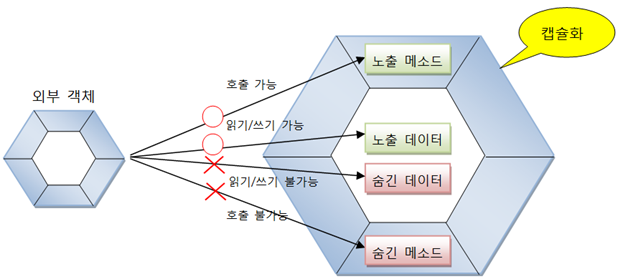 캡슐화
노출 메소드
호출 가능
외부 객체
읽기/쓰기 가능
노출 데이터
숨긴 데이터
읽기/쓰기 불가능
호출 불가능
숨긴 메소드